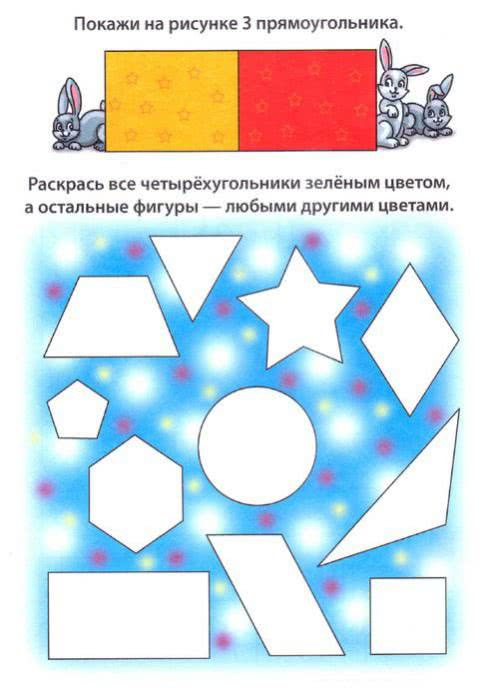 Покажи на рисунке 3 прямоугольника.
Раскрась все четырёхугольники зелёным цветом,
а остальные фигуры — любыми другими цветами.